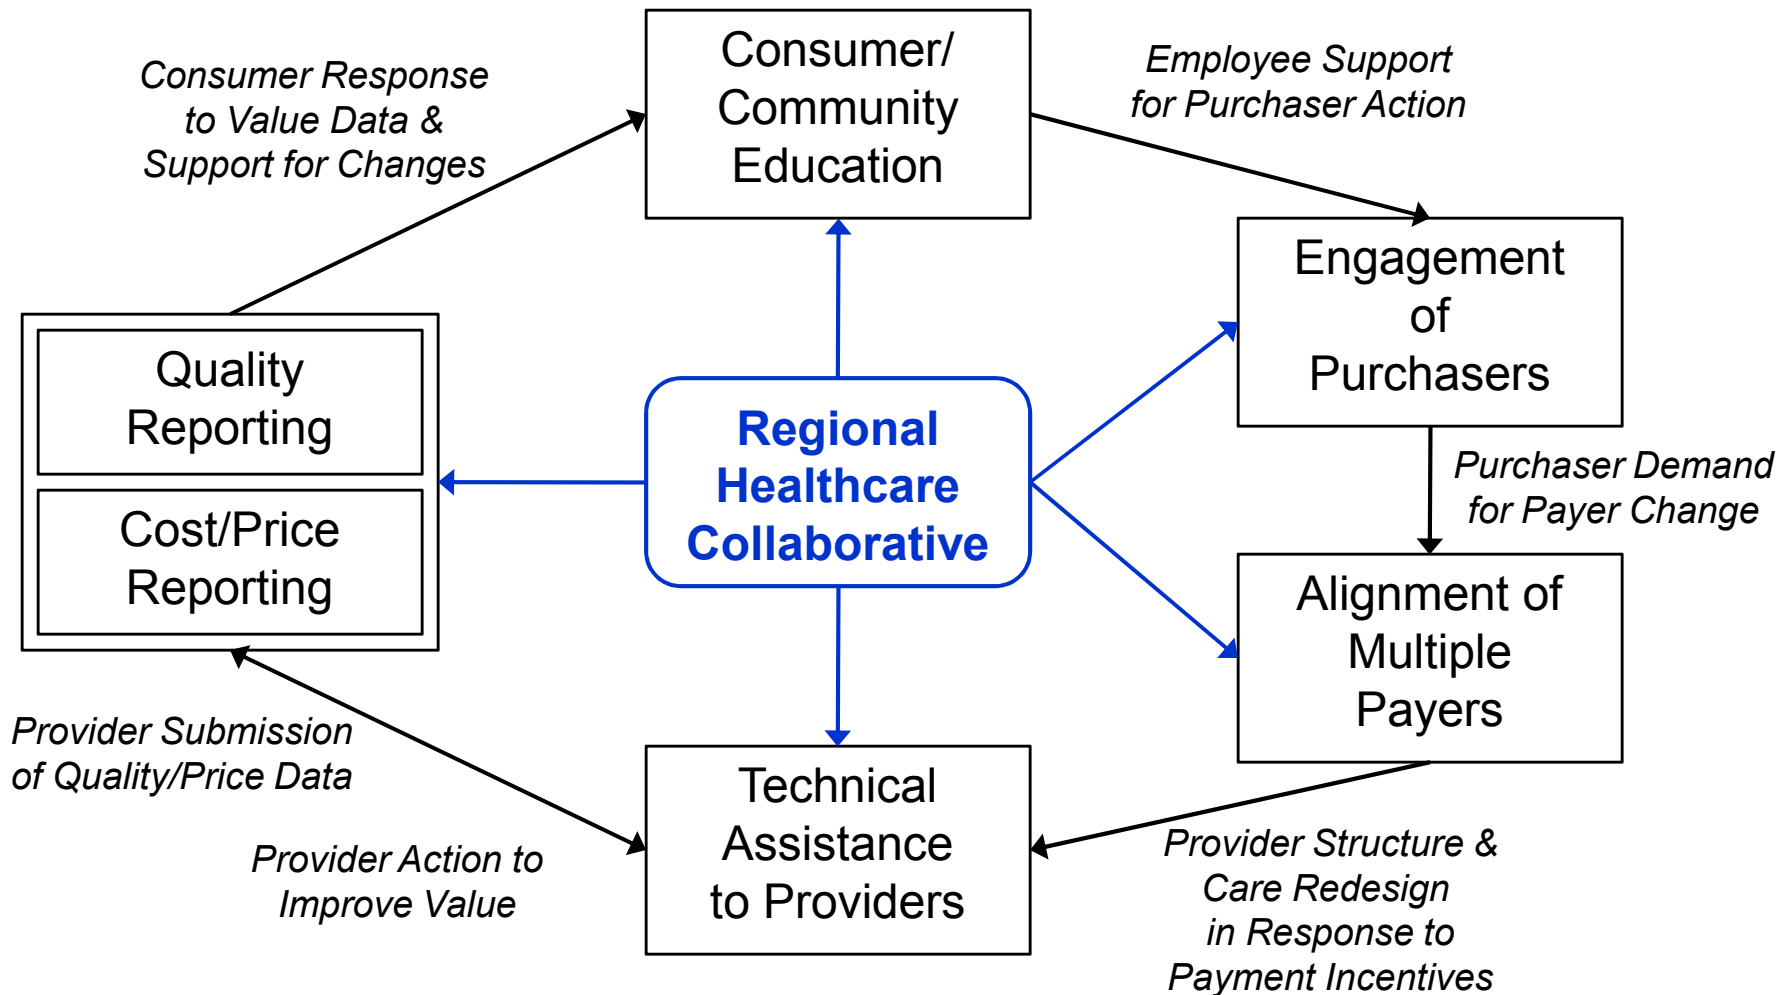 Consumer Response
to Value Data &
Support for Changes
Consumer/
Community
Education
Employee Support
for Purchaser Action
Engagement
of
Purchasers
Quality
Reporting
Cost/Price
Reporting
Regional
Healthcare
Collaborative
Purchaser Demand
for Payer Change
Alignment of
Multiple
Payers
Provider Submission
of Quality/Price Data
Provider Action to
Improve Value
Technical
Assistance
to Providers
Provider Structure &
Care Redesign
in Response to
Payment Incentives